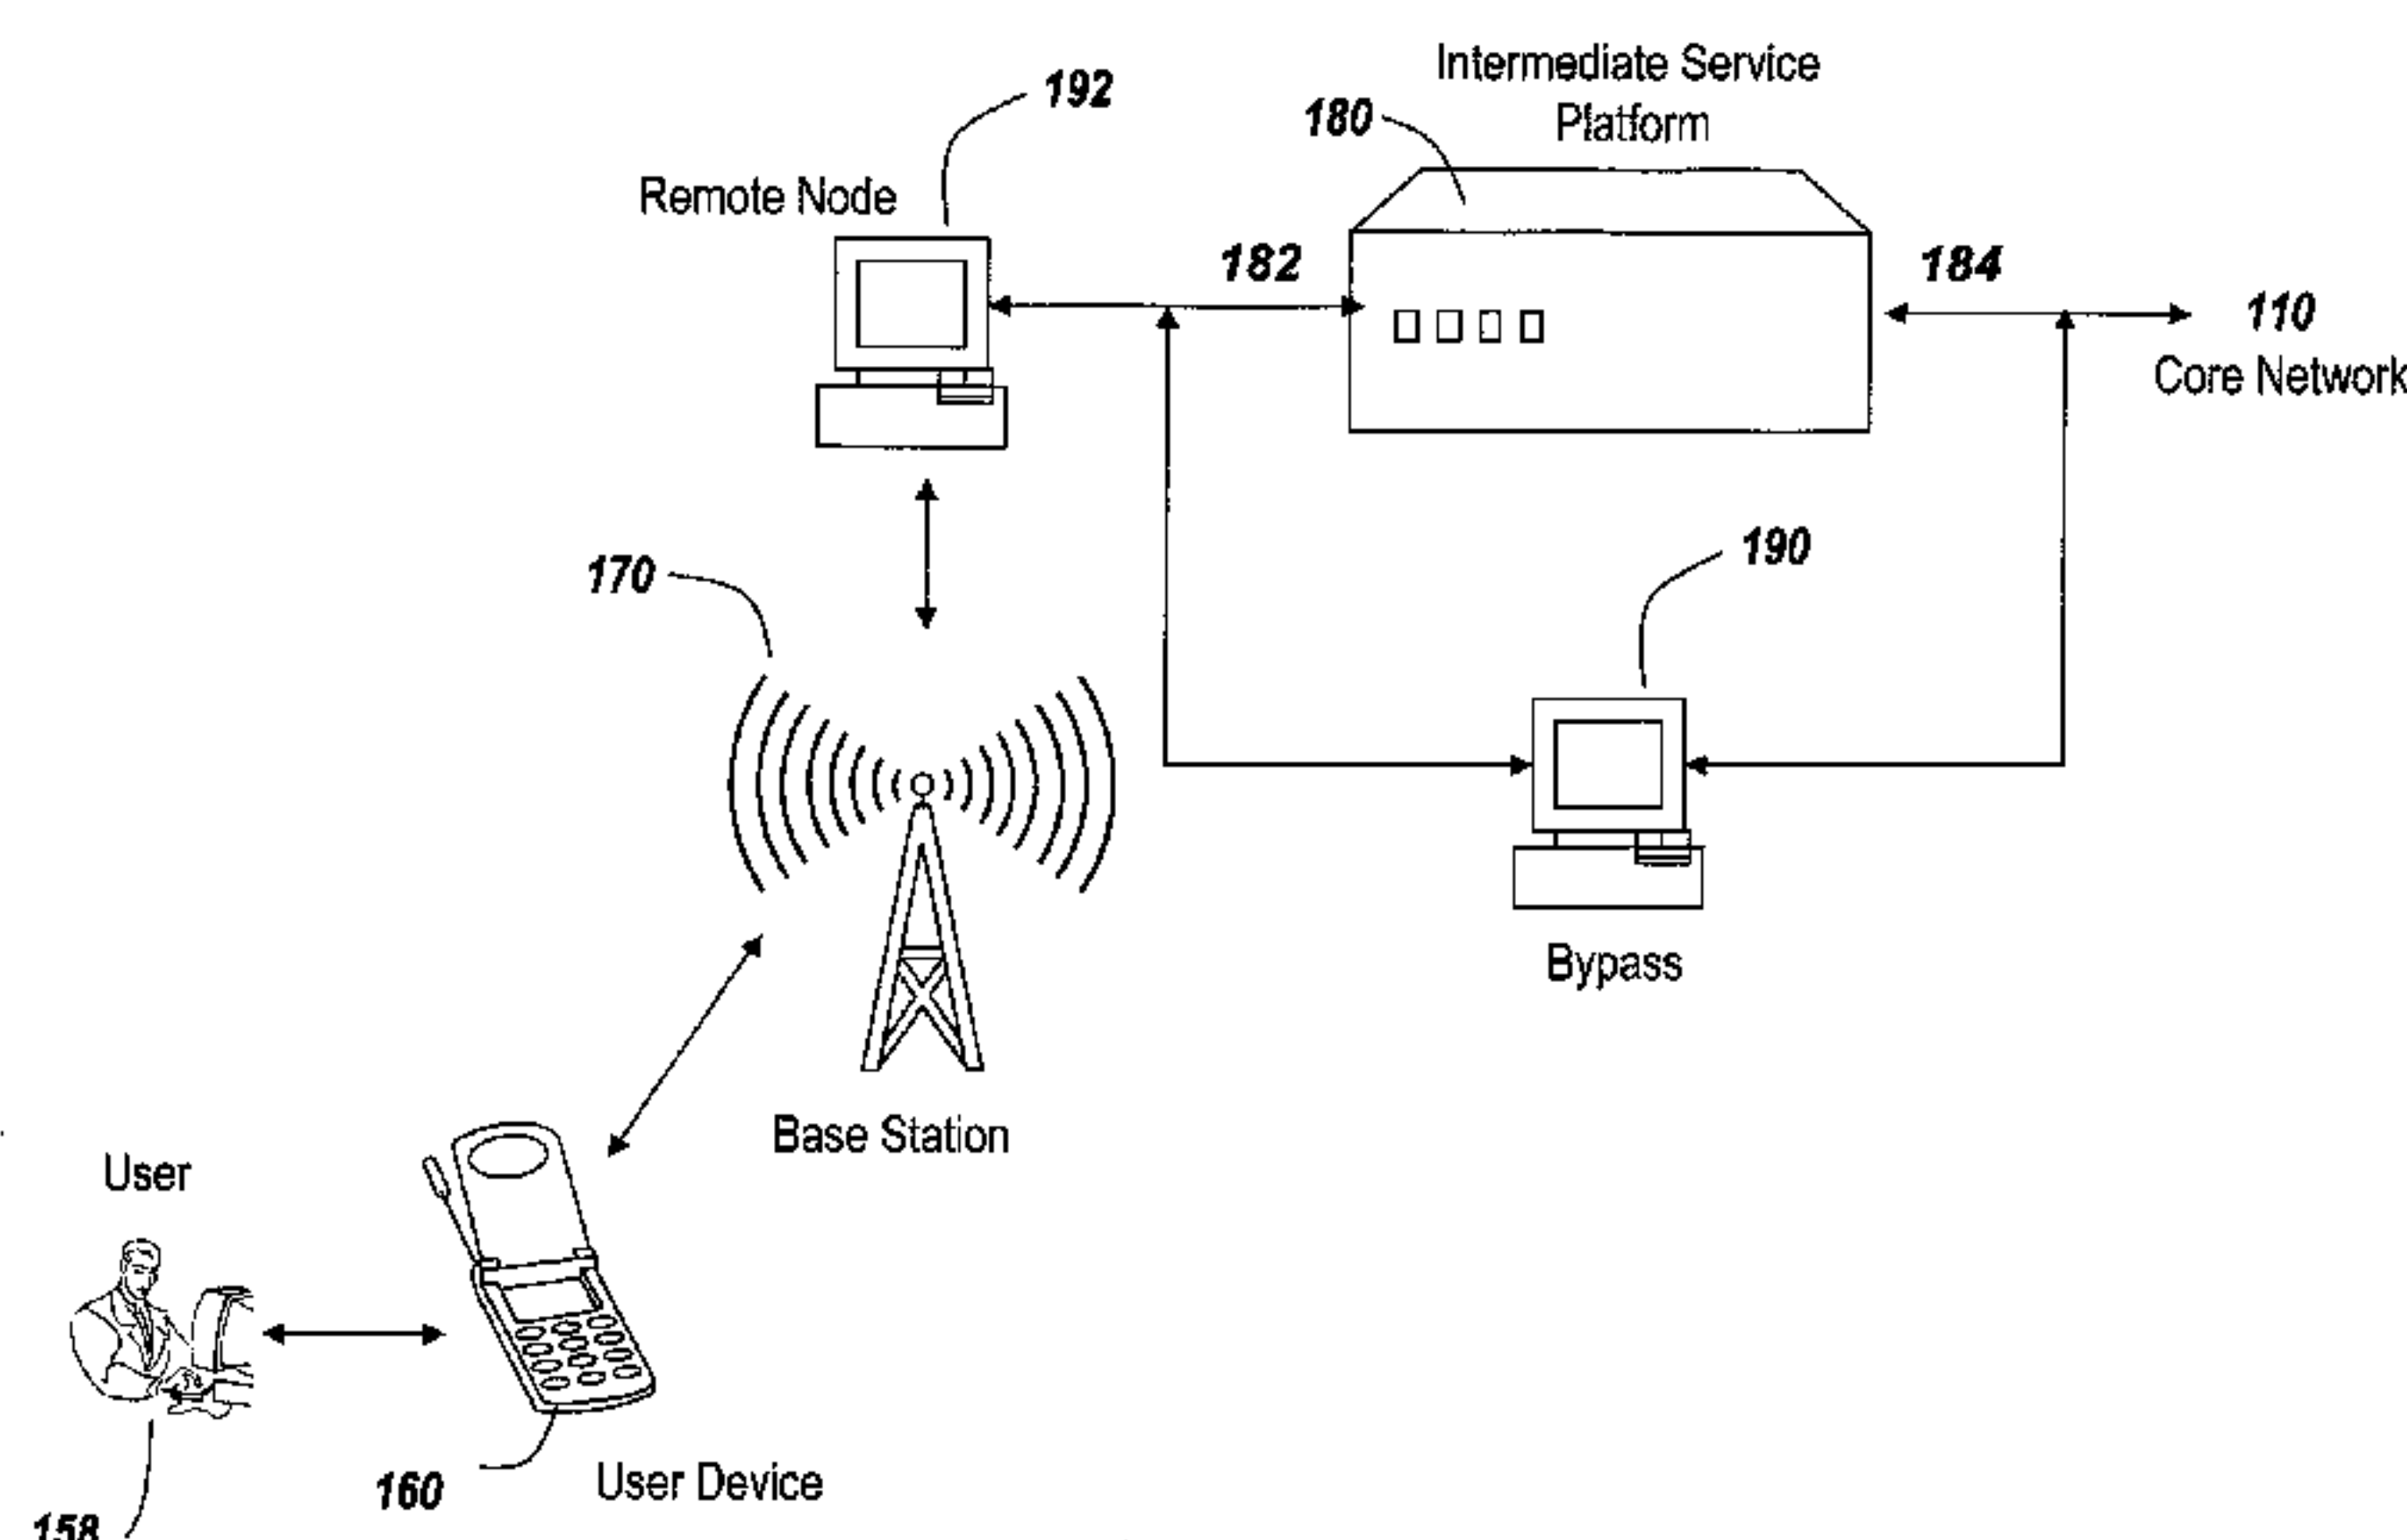 Intermediate Service
Platform
192
180
Remote Node
182
184
110
Core Network
170
190
Bypass
Base Station
User
160
User Device
158